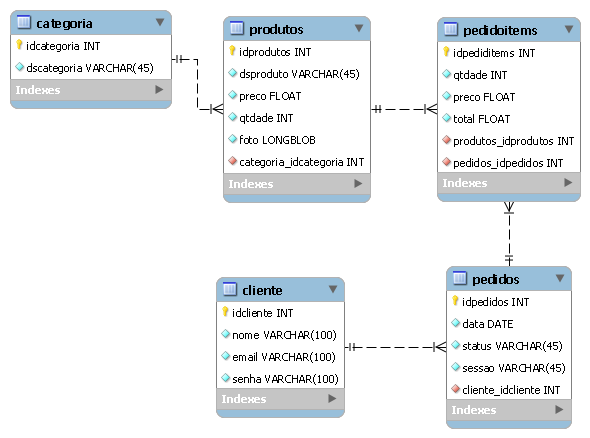 categoria
idcategoria INT
dscategoria VARCHAR(45)
Indexes
produtos
idprodutos INT
dsproduto VARCHAR(45)
preco FLOAT
qtdade INT
foto LONGBLOB
categoria_idcategoria INT
Indexes
pedidoitems
idpediditems INT
qtdade INT
preco FLOAT
total FLOAT
produtos_idprodutos INT
pedidos_idpedidos INT
Indexes
cliente
idcliente INT
nome VARCHAR(100)
email VARCHAR(100)
senha VARCHAR(100)
Indexes
pedidos
idpedidos INT
data DATE
status VARCHAR(45)
sessao VARCHAR(45)
cliente_idcliente INT
Indexes